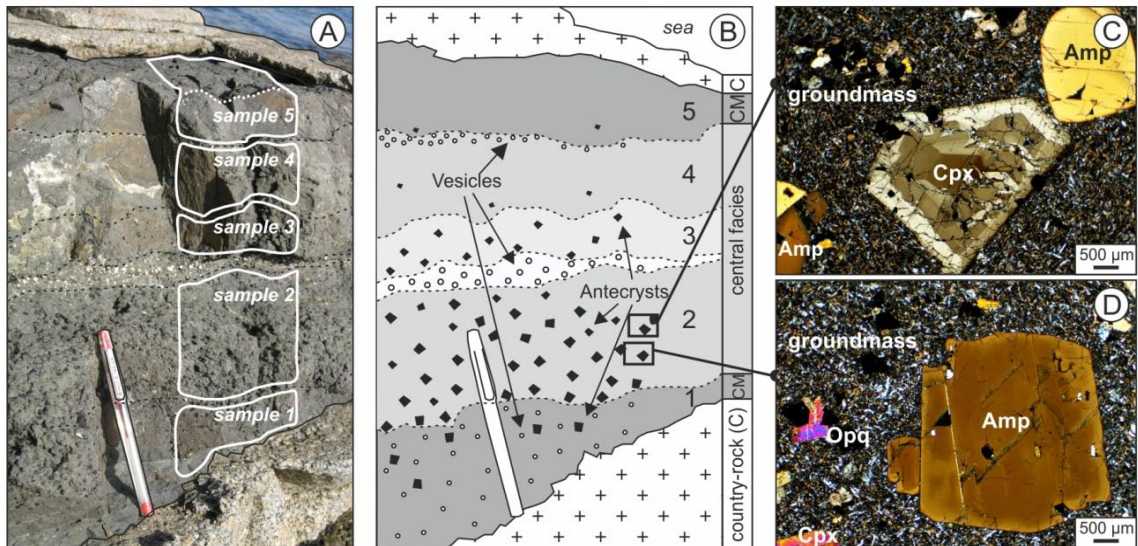 A
sample 5
sample 4
sample 3
sample 2
sample 1
B
sea
5
Vesicles
4
3
Antecrysts
2
1
C
CM
central facies
CM
country-rock (C)
C
Amp
groundmass
Cpx
Amp
500 µm
D
groundmass
Amp
Opq
Cpx
500 µm